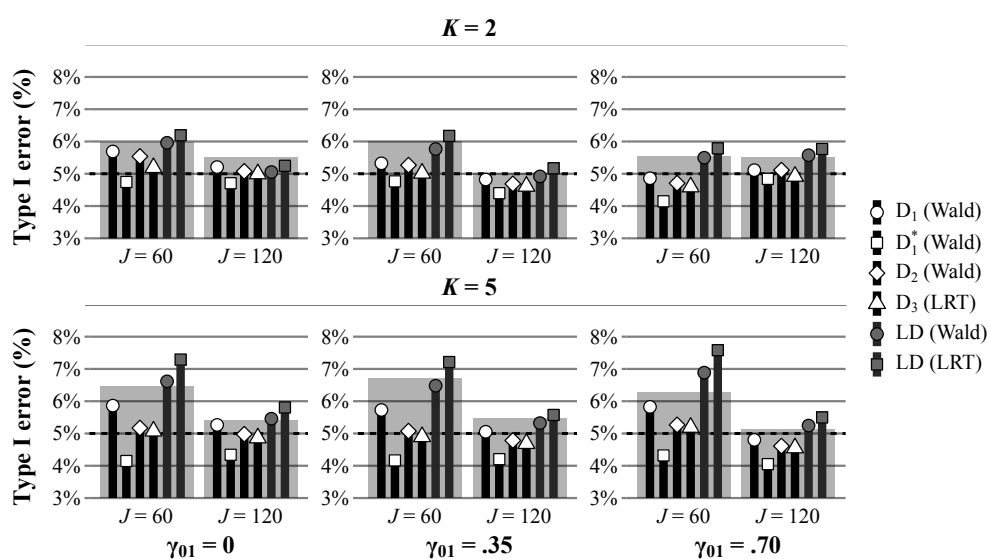 K = 2
Type I error (%)
8% 8% 8%
7% 7% 7%
6% 6% 6%
5% 5% 5%
4% 4% 4%
3% 3% 3%
J = 60 J = 120 J = 60 J = 120 J = 60 J = 120
K = 5
Type I error (%)
8% 8% 8%
7% 7% 7%
6% 6% 6%
5% 5% 5%
4% 4% 4%
3% 3% 3%
J = 60 J = 120 J = 60 J = 120 J = 60 J = 120
γ01 = 0 γ01 = .35 γ01 = .70
D1 (Wald)
D1* (Wald)
D2 (Wald)
D3 (LRT)
LD (Wald)
LD (LRT)